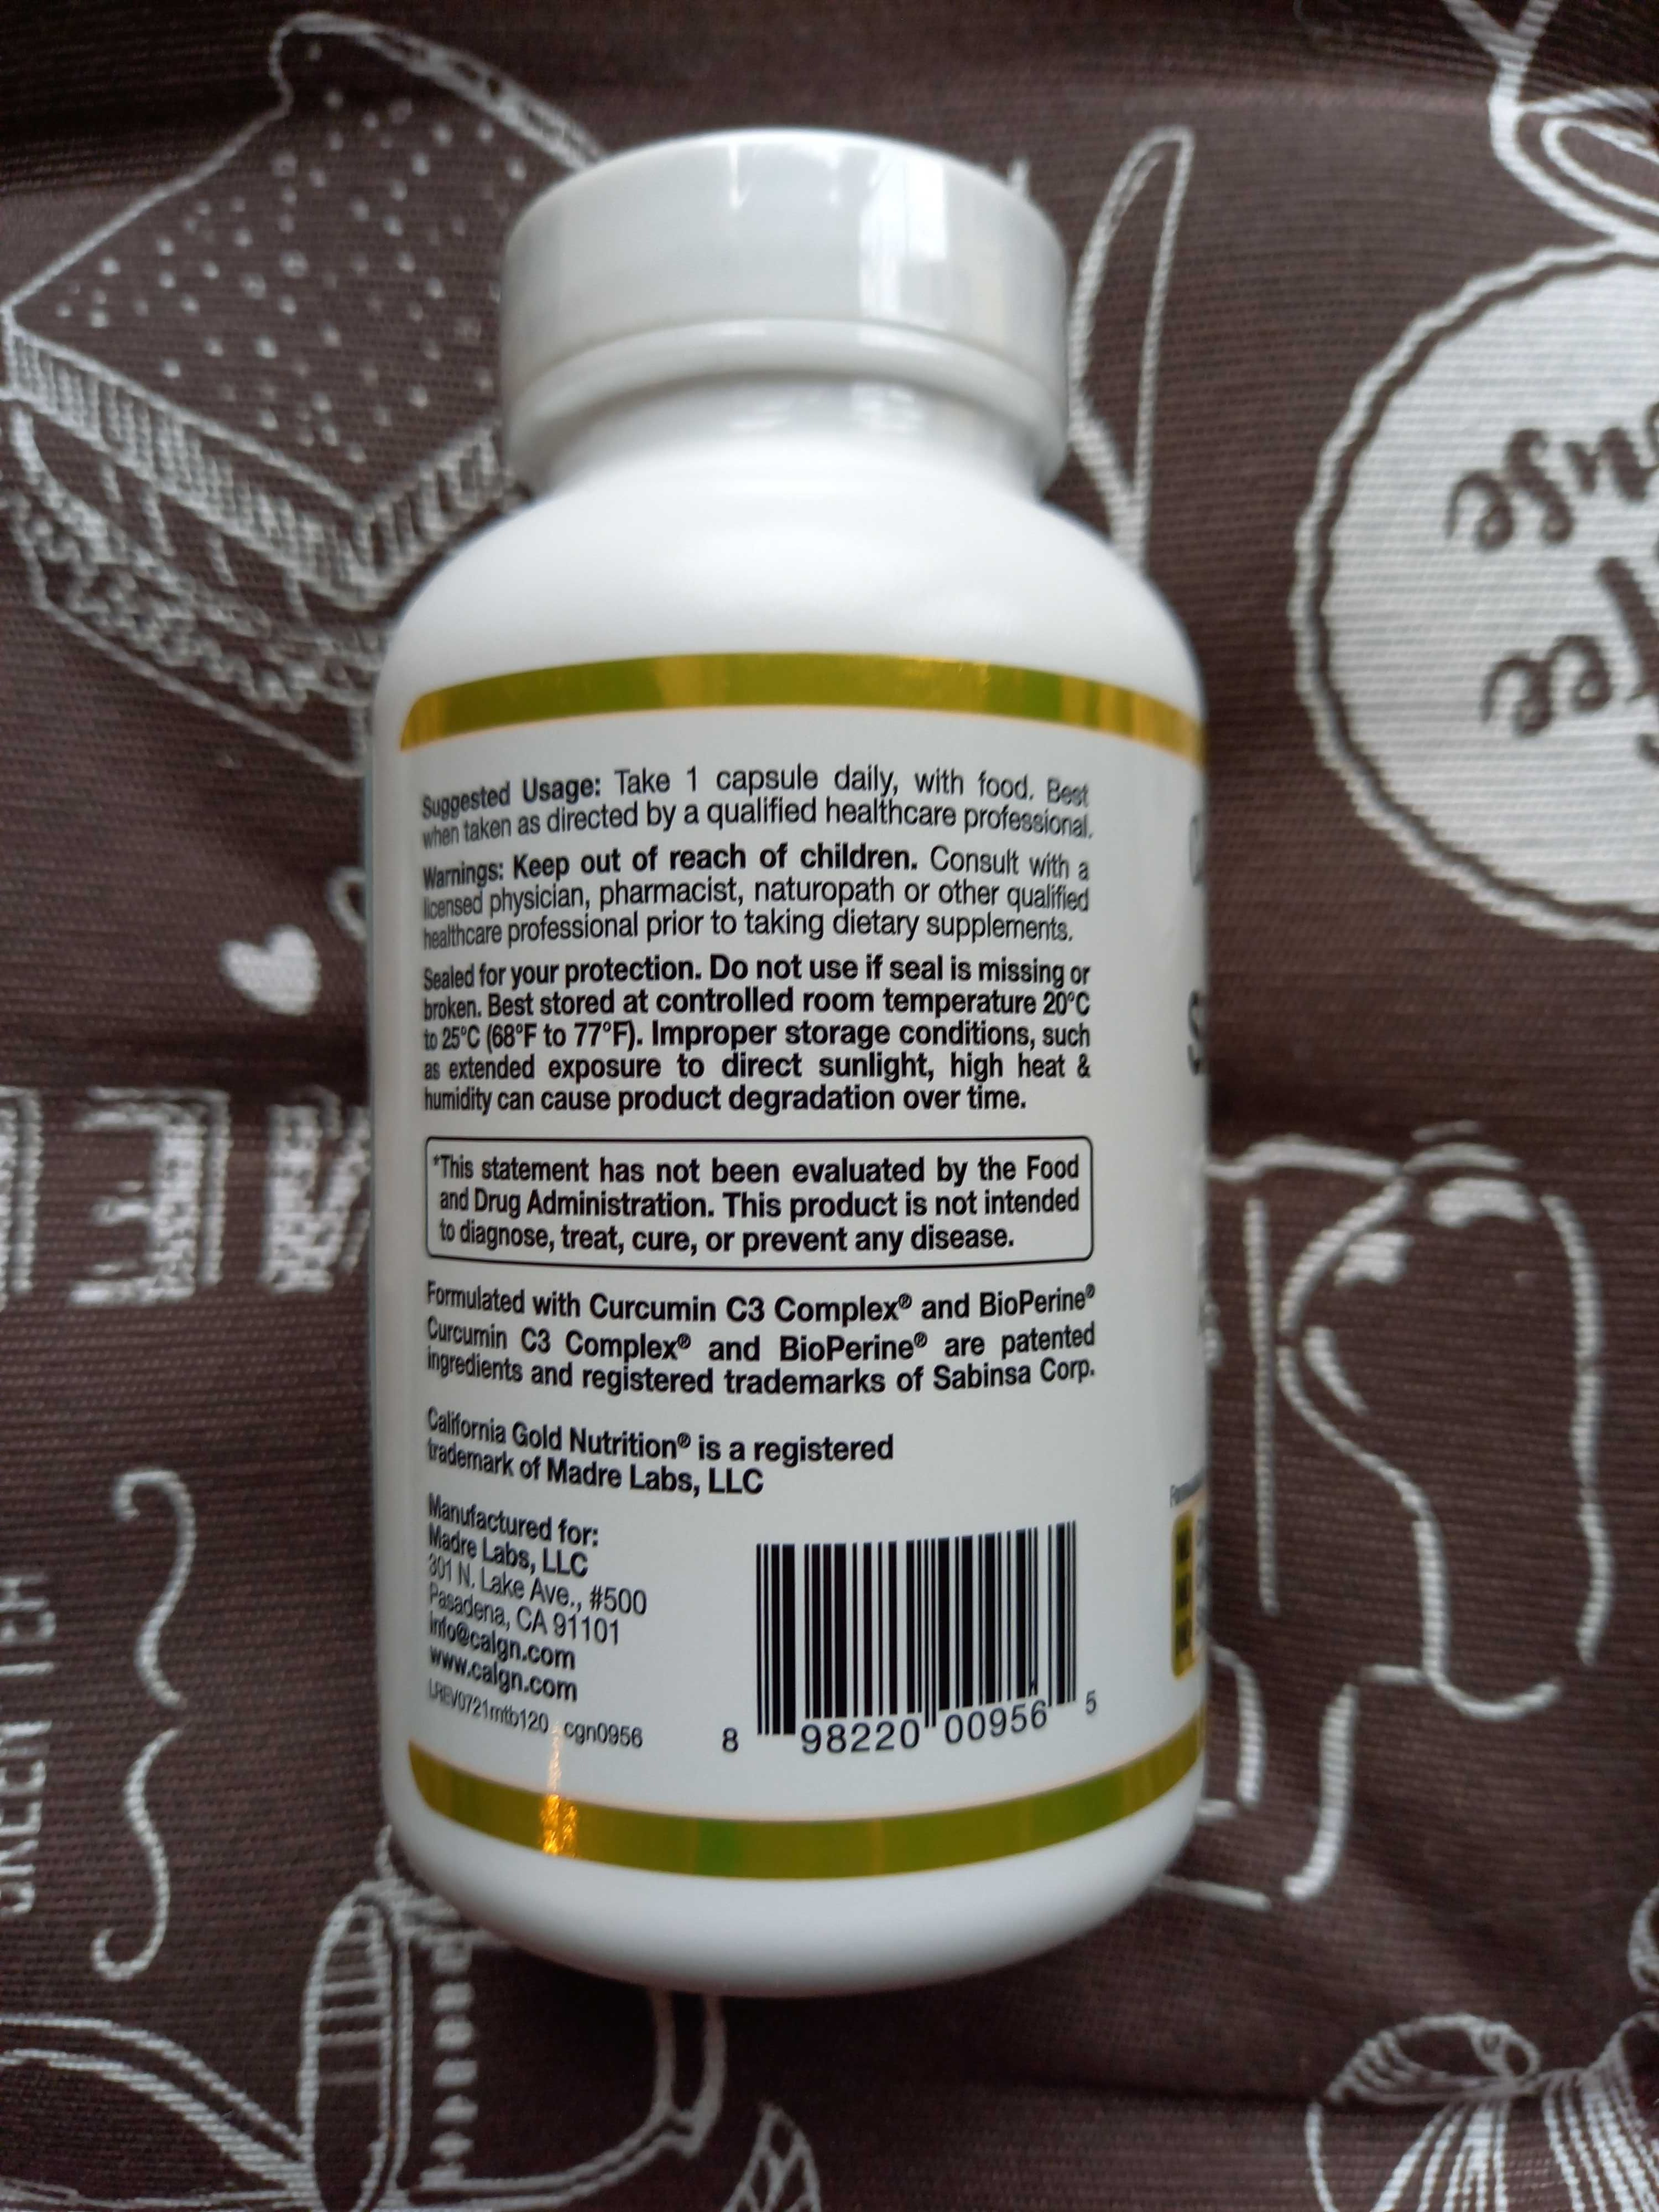 Suggested Usage: Take 1 capsule daily, with food. Best
when taken as directed by a qualified healthcare professional.
Warnings: Keep out of reach of children. Consult with a
licensed physician, pharmacist, naturopath or other qualified
healthcare professional prior to taking dietary supplements.
Sealed for your protection. Do not use if seal is missing or
broken. Best stored at controlled room temperature 20°C
to 25°C (68°F to 77°F). Improper storage conditions, such
as extended exposure to direct sunlight, high heat &
humidity can cause product degradation over time.
*This statement has not been evaluated by the Food
and Drug Administration. This product is not intended
to diagnose, treat, cure, or prevent any disease.
Formulated with Curcumin C3 Complex® and BioPerine®
Curcumin C3 Complex® and BioPerine® are patented
ingredients and registered trademarks of Sabinsa Corp.
California Gold Nutrition® is a registered
trademark of Madre Labs, LLC
Manufactured for:
Madre Labs, LLC
301 N. Lake Ave., #500
Pasadena, CA 91101
info@calgn.com
www.calgn.com
LREV0721mtb120 cgn0956
8 98220 00956 5